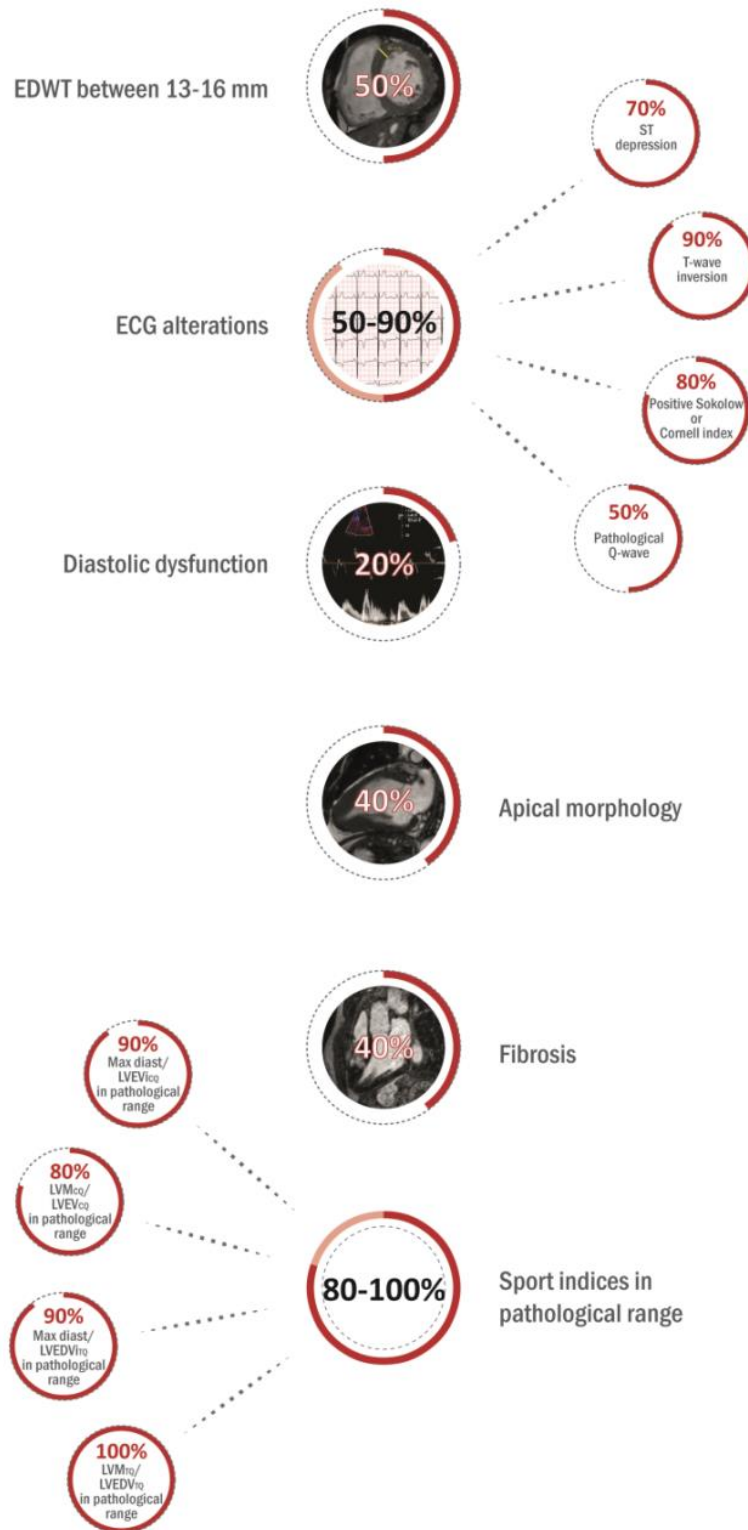 EDWT between 13-16 mm
50%
ECG alterations
50-90%
70%
ST
depression
90%
T-wave
inversion
80%
Positive Sokolow
or
Cornell index
50%
Pathological
Q-wave
Diastolic dysfunction
20%
40%
Apical morphology
40%
Fibrosis
90%
Max diast/
LVEViCQ
in pathological
range
80%
LVMCQ/
LVEVCQ
in pathological
range
90%
Max diast/
LVEDViTQ
in pathological
range
100%
LVMTQ/
LVEDVTQ
in pathological
range
80-100%
Sport indices in
pathological range